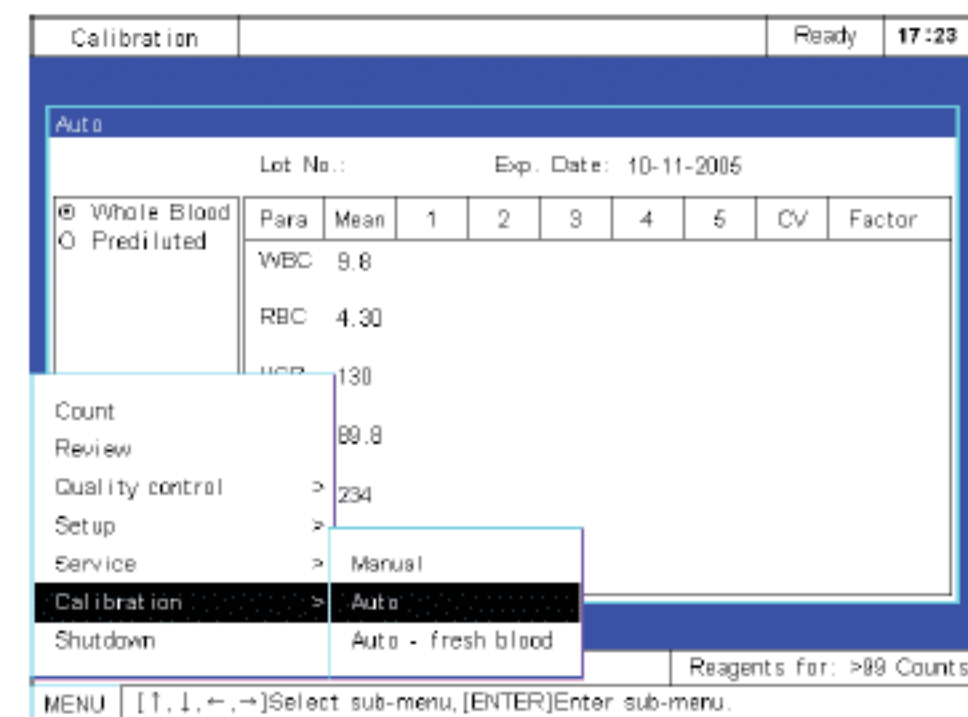 Calibration Ready 17:23
Auto
Lot No.: Exp. Date: 10-11-2005
Whole Blood
Prediluted
Para Mean 1 2 3 4 5 CV Factor
WBC 9.8
RBC 4.30
130
89.8
234
Count
Review
Quality control >
Setup >
Service >
Calibration >
Shutdown
Manual
Auto
Auto - fresh blood
Reagents for: >99 Counts
MENU [↑,↓,←,→]Select sub-menu,[ENTER]Enter sub-menu.